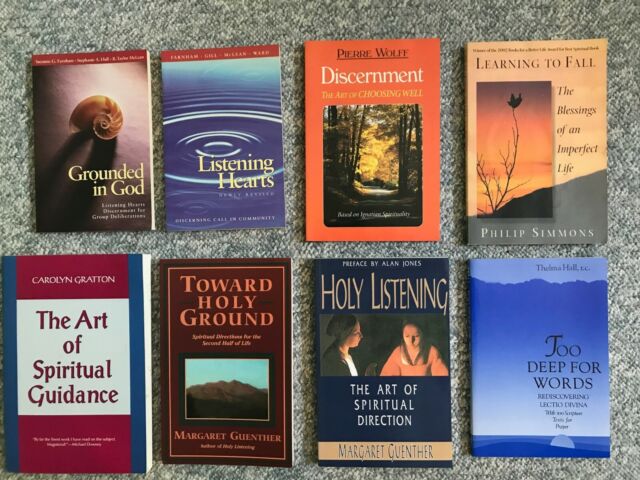 Suzanne G. Farnham • Stephanie A. Hull • R. Taylor McLean
Grounded
in God
Listening Hearts
Discernment for
Group Deliberations
FARNHAM • GILL • McLEAN • WARD
Listening
Hearts
NEWLY REVISED
DISCERNING CALL IN COMMUNITY
PIERRE WOLFF
Discernment
THE ART OF CHOOSING WELL
Based on Ignatian Spirituality
Winner of the 2002 Books for a Better Life Award for Best Spiritual Book
LEARNING TO FALL
The
Blessings
of an
Imperfect
Life
PHILIP SIMMONS
CAROLYN GRATTON
The Art
of
Spiritual
Guidance
"By far the finest work I have read on the subject.
Magisterial!"—Michael Downey
TOWARD
HOLY
GROUND
Spiritual Directions for the
Second Half of Life
MARGARET GUENTHER
Author of Holy Listening
PREFACE BY ALAN JONES
HOLY LISTENING
THE ART OF
SPIRITUAL
DIRECTION
MARGARET GUENTHER
Thelma Hall, r.c.
TOO
DEEP FOR
WORDS
REDISCOVERING
LECTIO DIVINA
With 500 Scripture
Texts for
Prayer